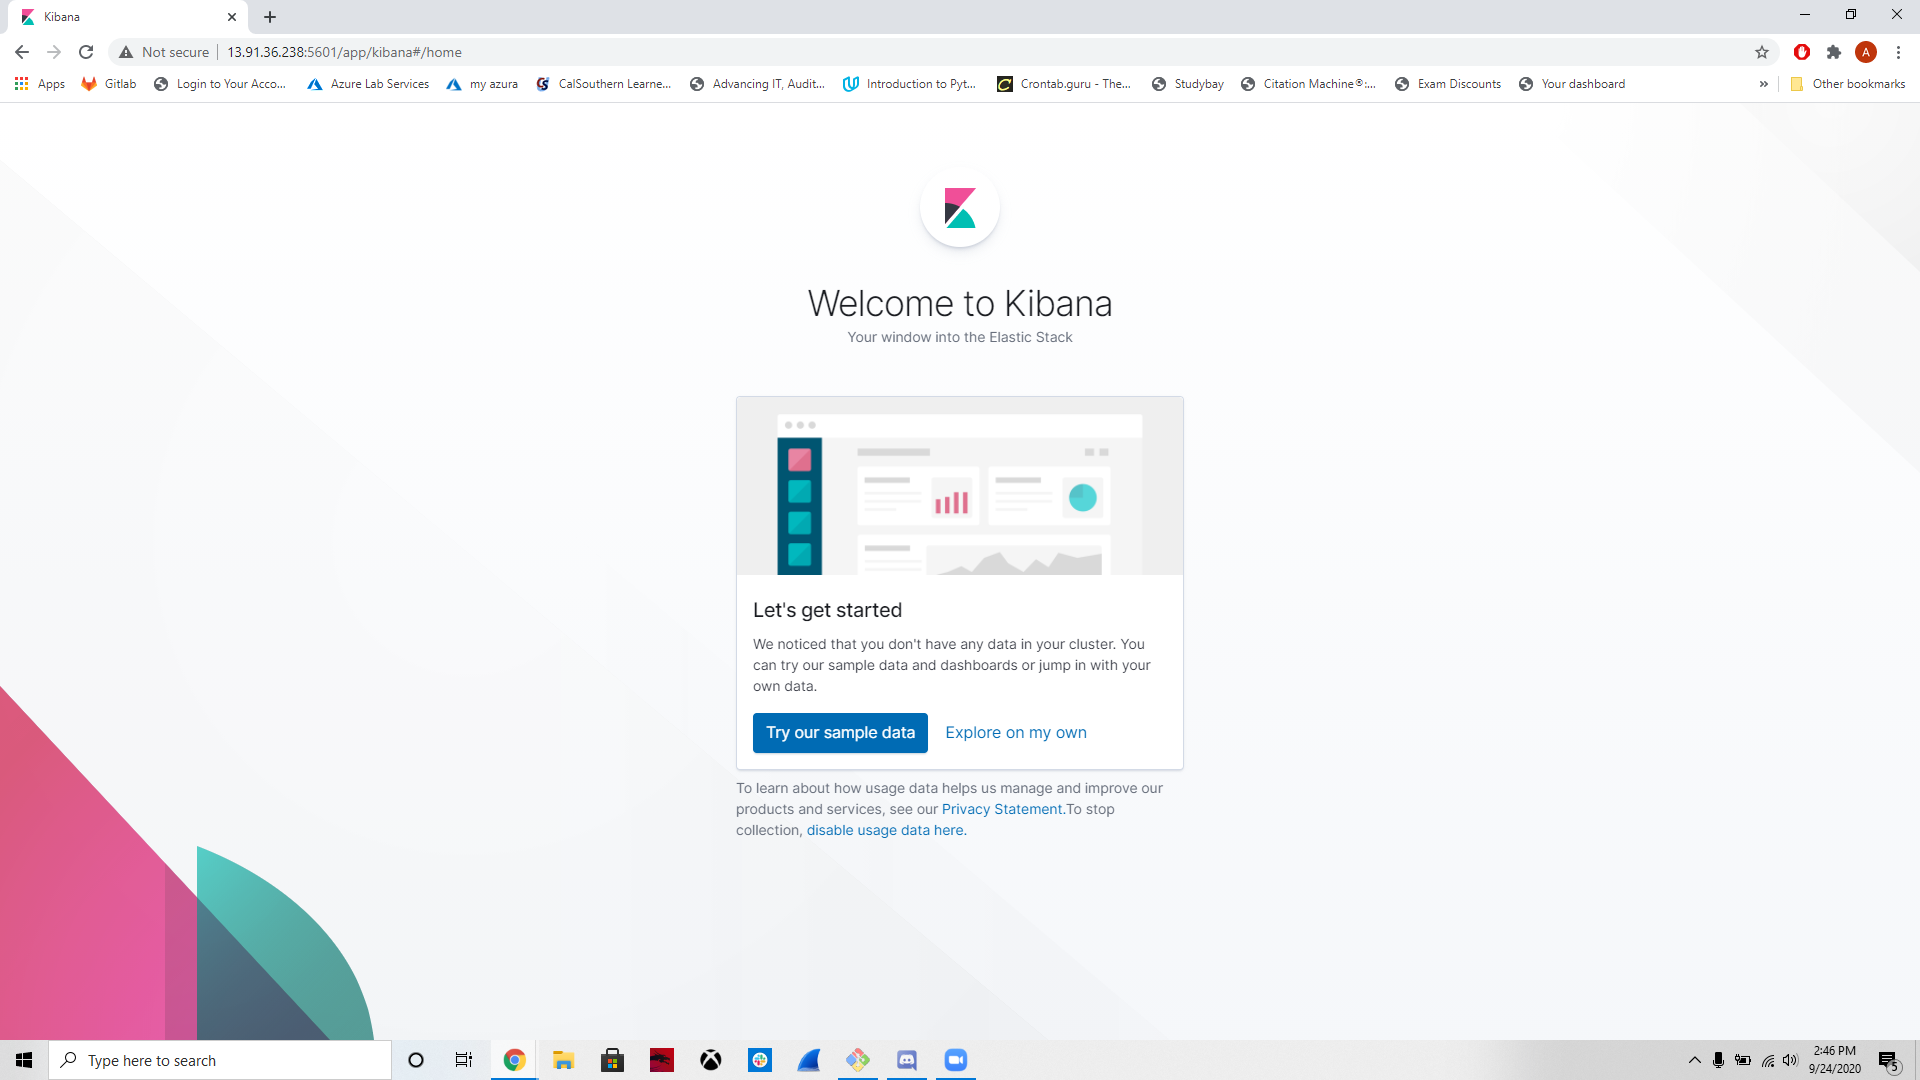 Kibana
Not secure
13.91.36.238:5601/app/kibana#/home
A
Apps
Gitlab
Login to Your Acco...
Azure Lab Services
my azura
CalSouthern Learne...
Advancing IT, Audit...
Introduction to Pyt...
Crontab.guru - The...
Studybay
Citation Machine®:...
Exam Discounts
Your dashboard
»
Other bookmarks
Welcome to Kibana
Your window into the Elastic Stack
Let's get started
We noticed that you don't have any data in your cluster. You
can try our sample data and dashboards or jump in with your
own data.
Try our sample data
Explore on my own
To learn about how usage data helps us manage and improve our
products and services, see our Privacy Statement.To stop
collection, disable usage data here.
Type here to search
2:46 PM
9/24/2020
5